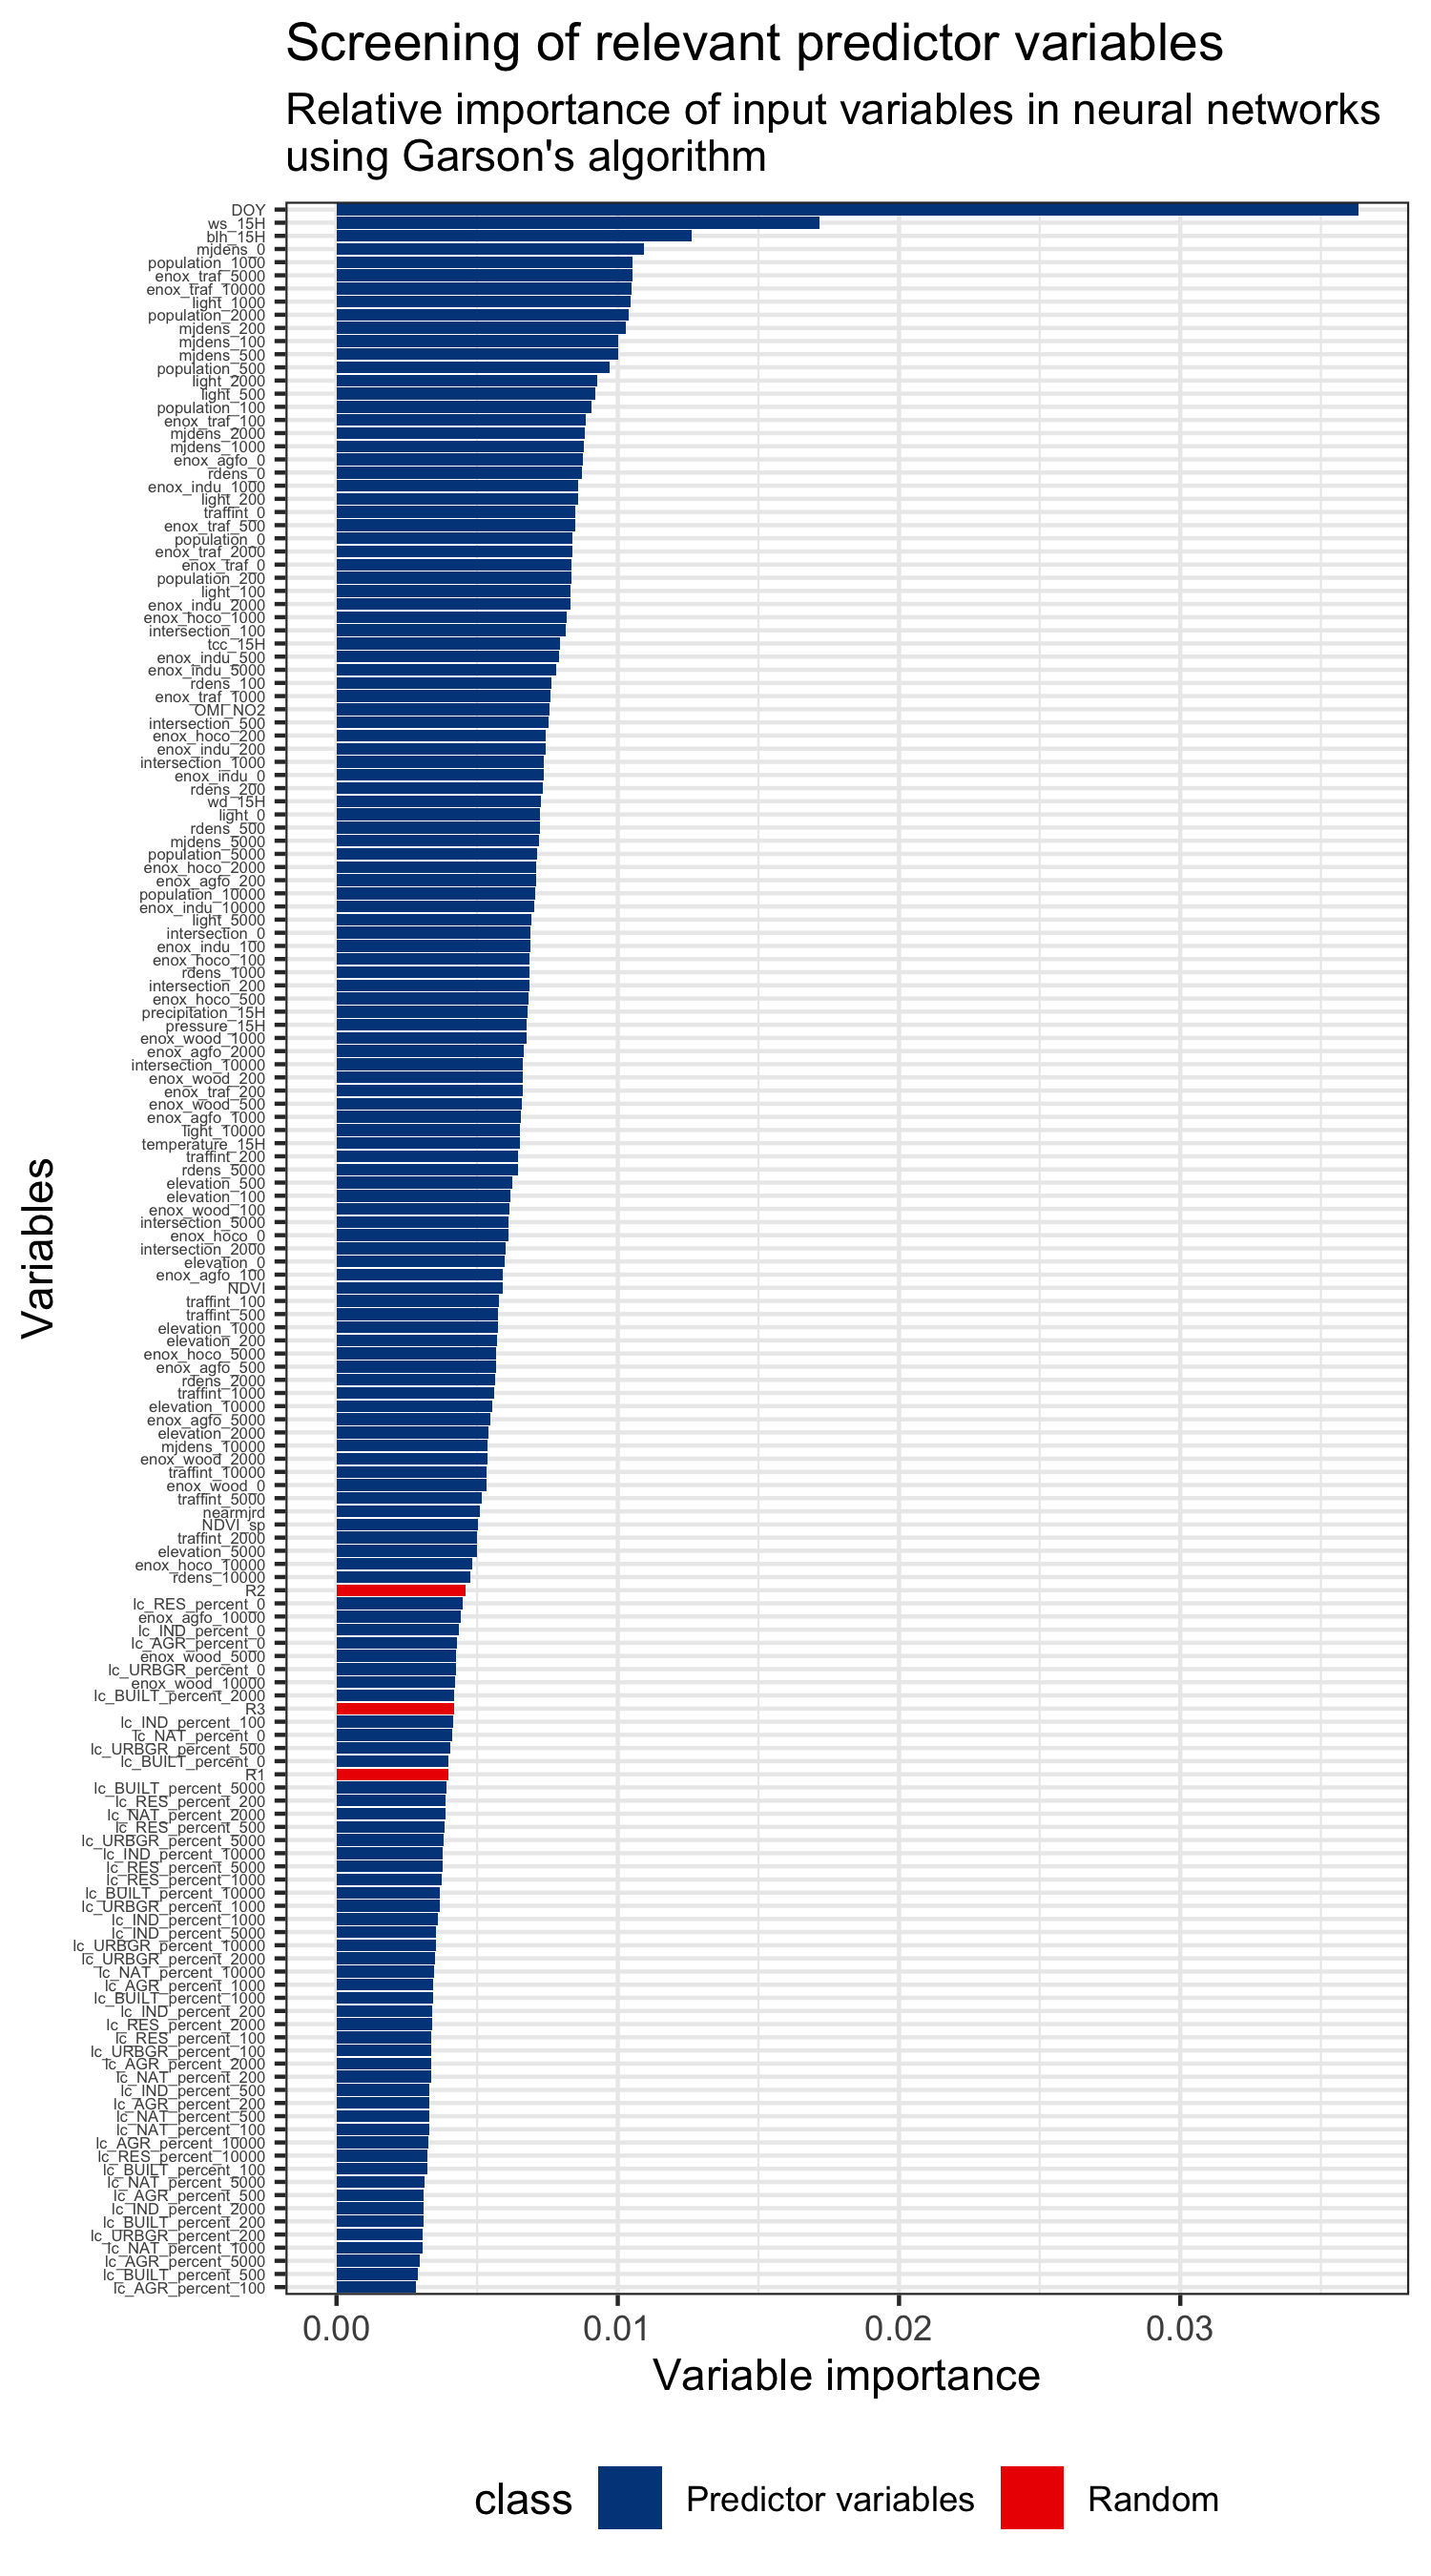 Screening of relevant predictor variables
Relative importance of input variables in neural networks
using Garson's algorithm
DOY
ws_15H
blh_15H
mjdens_0
population_1000
enox_traf_5000
enox_traf_10000
light_1000
population_2000
mjdens_200
mjdens_100
mjdens_500
population_500
light_2000
light_500
population_100
enox_traf_100
mjdens_2000
mjdens_1000
enox_agfo_0
rdens_0
enox_indu_1000
light_200
traffint_0
enox_traf_500
population_0
enox_traf_2000
enox_traf_0
population_200
light_100
enox_indu_2000
enox_hoco_1000
intersection_100
tcc_15H
enox_indu_500
enox_indu_5000
rdens_100
enox_traf_1000
OMI_NO2
intersection_500
enox_hoco_200
enox_indu_200
intersection_1000
enox_indu_0
rdens_200
wd_15H
light_0
rdens_500
mjdens_5000
population_5000
enox_hoco_2000
enox_agfo_200
population_10000
enox_indu_10000
light_5000
intersection_0
enox_indu_100
enox_hoco_100
rdens_1000
intersection_200
enox_hoco_500
precipitation_15H
pressure_15H
enox_wood_1000
enox_agfo_2000
intersection_10000
enox_wood_200
enox_traf_200
enox_wood_500
enox_agfo_1000
light_10000
temperature_15H
traffint_200
rdens_5000
elevation_500
elevation_100
enox_wood_100
intersection_5000
enox_hoco_0
intersection_2000
elevation_0
enox_agfo_100
NDVI
traffint_100
traffint_500
elevation_1000
elevation_200
enox_hoco_5000
enox_agfo_500
rdens_2000
traffint_1000
elevation_10000
enox_agfo_5000
elevation_2000
mjdens_10000
enox_wood_2000
traffint_10000
enox_wood_0
traffint_5000
nearmjrd
NDVI_sp
traffint_2000
elevation_5000
enox_hoco_10000
rdens_10000
R2
lc_RES_percent_0
enox_agfo_10000
lc_IND_percent_0
lc_AGR_percent_0
enox_wood_5000
lc_URBGR_percent_0
enox_wood_10000
lc_BUILT_percent_2000
R3
lc_IND_percent_100
lc_NAT_percent_0
lc_URBGR_percent_500
lc_BUILT_percent_0
R1
lc_BUILT_percent_5000
lc_RES_percent_200
lc_NAT_percent_2000
lc_RES_percent_500
lc_URBGR_percent_5000
lc_IND_percent_10000
lc_RES_percent_5000
lc_RES_percent_1000
lc_BUILT_percent_10000
lc_URBGR_percent_1000
lc_IND_percent_1000
lc_IND_percent_5000
lc_URBGR_percent_10000
lc_URBGR_percent_2000
lc_NAT_percent_10000
lc_AGR_percent_1000
lc_BUILT_percent_1000
lc_IND_percent_200
lc_RES_percent_2000
lc_RES_percent_100
lc_URBGR_percent_100
lc_AGR_percent_2000
lc_NAT_percent_200
lc_IND_percent_500
lc_AGR_percent_200
lc_NAT_percent_500
lc_NAT_percent_100
lc_AGR_percent_10000
lc_RES_percent_10000
lc_BUILT_percent_100
lc_NAT_percent_5000
lc_AGR_percent_500
lc_IND_percent_2000
lc_BUILT_percent_200
lc_URBGR_percent_200
lc_NAT_percent_1000
lc_AGR_percent_5000
lc_BUILT_percent_500
lc_AGR_percent_100
Variables
0.00 0.01 0.02 0.03
Variable importance
class Predictor variables Random